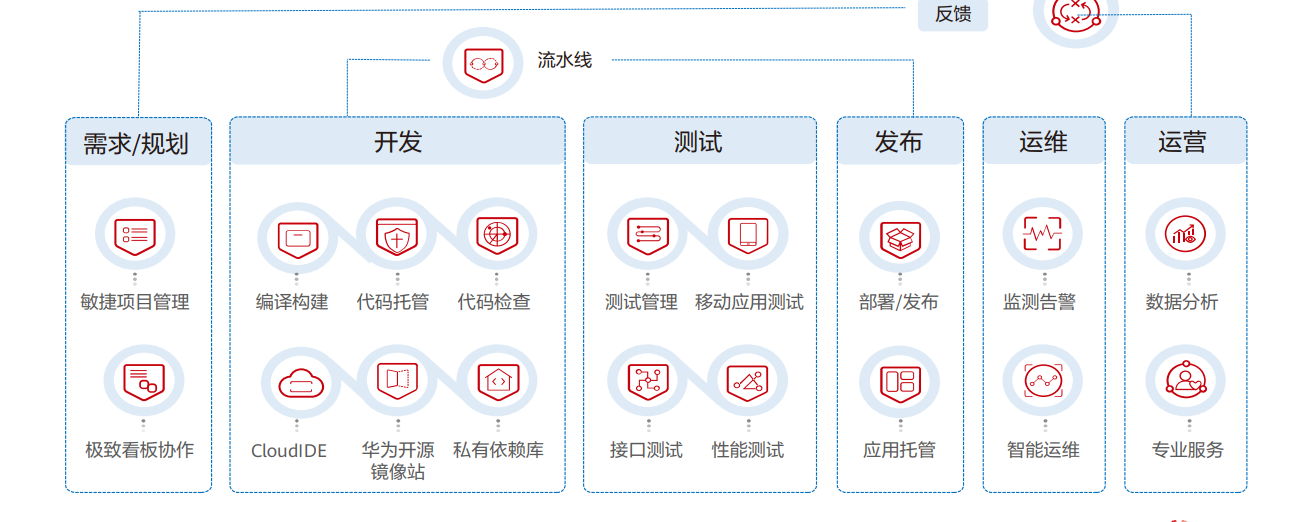 反馈
流水线
需求/规划
开发
测试
发布
运维
运营
敏捷项目管理
编译构建
代码托管
代码检查
测试管理
移动应用测试
部署/发布
监测告警
数据分析
极致看板协作
CloudIDE
华为开源
镜像站
私有依赖库
接口测试
性能测试
应用托管
智能运维
专业服务